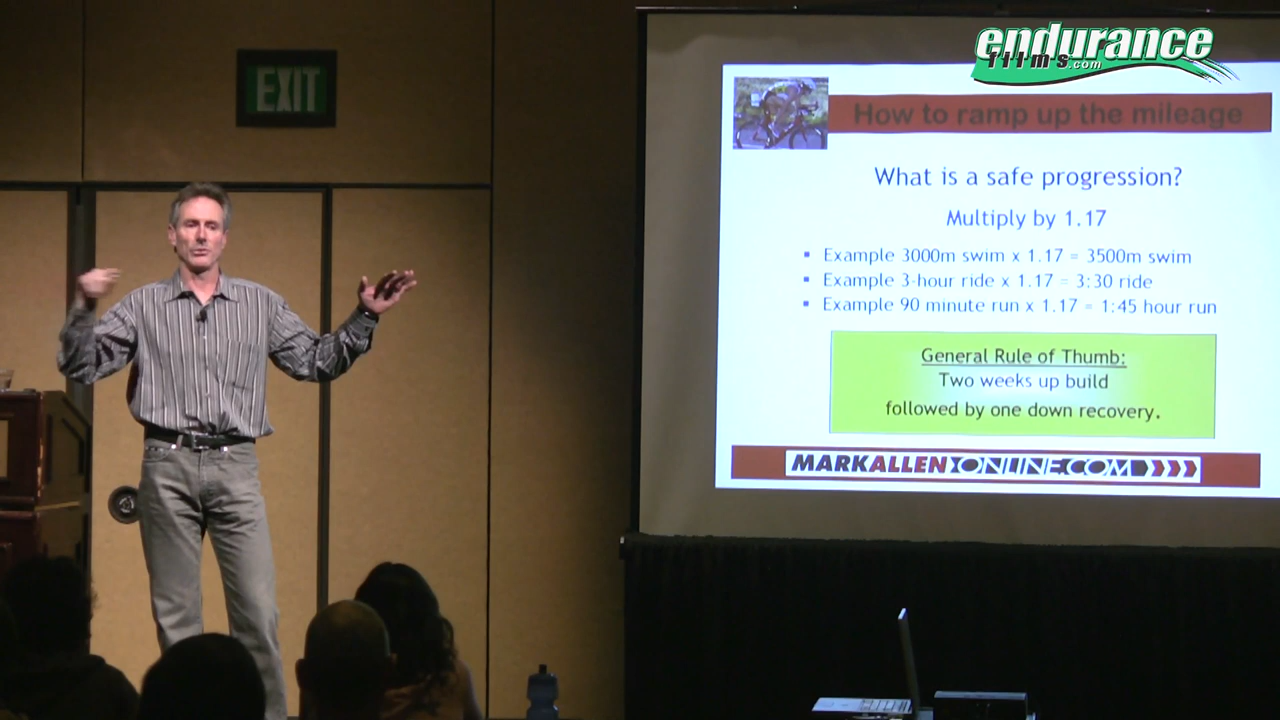 EXIT
endurance
films.com
How to ramp up the mileage
What is a safe progression?
Multiply by 1.17
▪ Example 3000m swim x 1.17 = 3500m swim
▪ Example 3-hour ride x 1.17 = 3:30 ride
▪ Example 90 minute run x 1.17 = 1:45 hour run
General Rule of Thumb:
Two weeks up build
followed by one down recovery.
MARKALLENONLINE.COM